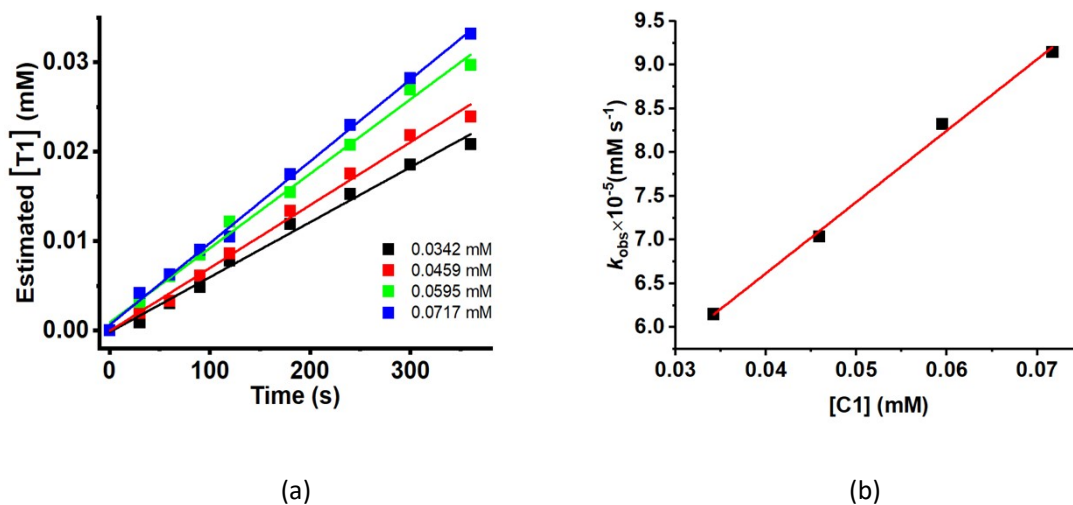 Estimated [T1] (mM)
0.03
0.02
0.01
0.00
0.0342 mM
0.0459 mM
0.0595 mM
0.0717 mM
0
100
200
300
Time (s)
(a)
k_obs×10⁻⁵(mM s⁻¹)
9.5
9.0
8.5
8.0
7.5
7.0
6.5
6.0
0.03
0.04
0.05
0.06
0.07
[C1] (mM)
(b)